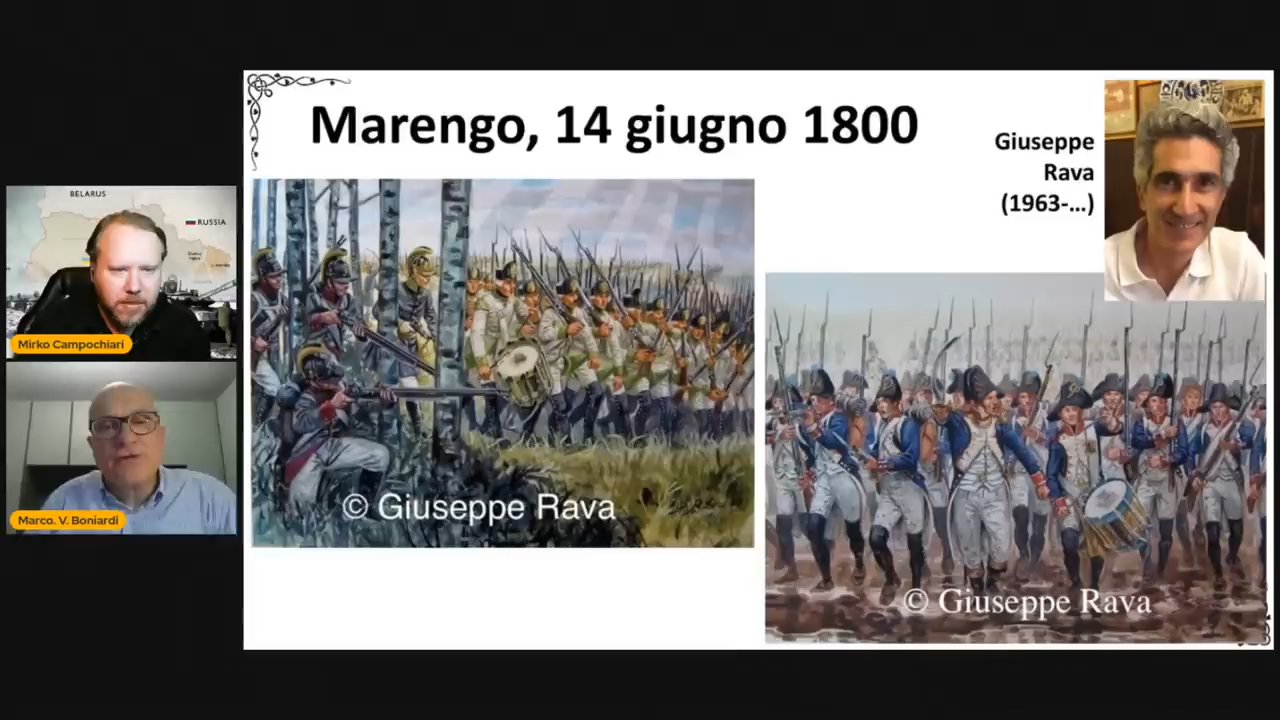 Marengo, 14 giugno 1800
Giuseppe
Rava
(1963-...)
BELARUS
RUSSIA
Mirko Campochiari
Marco. V. Boniardi
© Giuseppe Rava
© Giuseppe Rava